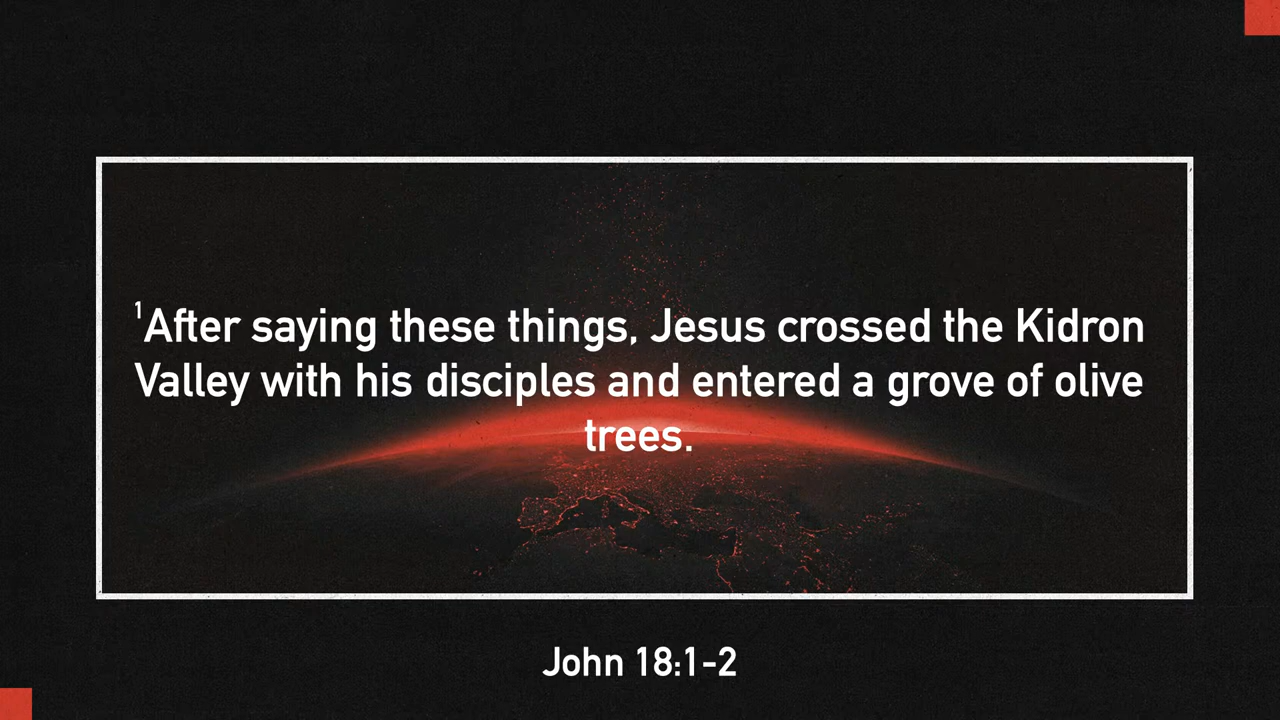 ¹After saying these things, Jesus crossed the Kidron
Valley with his disciples and entered a grove of olive
trees.
John 18:1-2